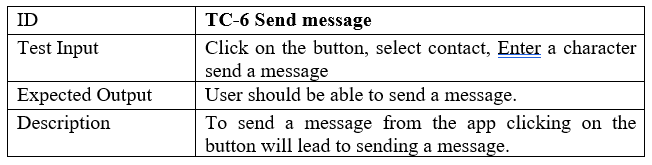 ID TC-6 Send message
Test Input Click on the button, select contact, Enter a character
send a message
Expected Output User should be able to send a message.
Description To send a message from the app clicking on the
button will lead to sending a message.